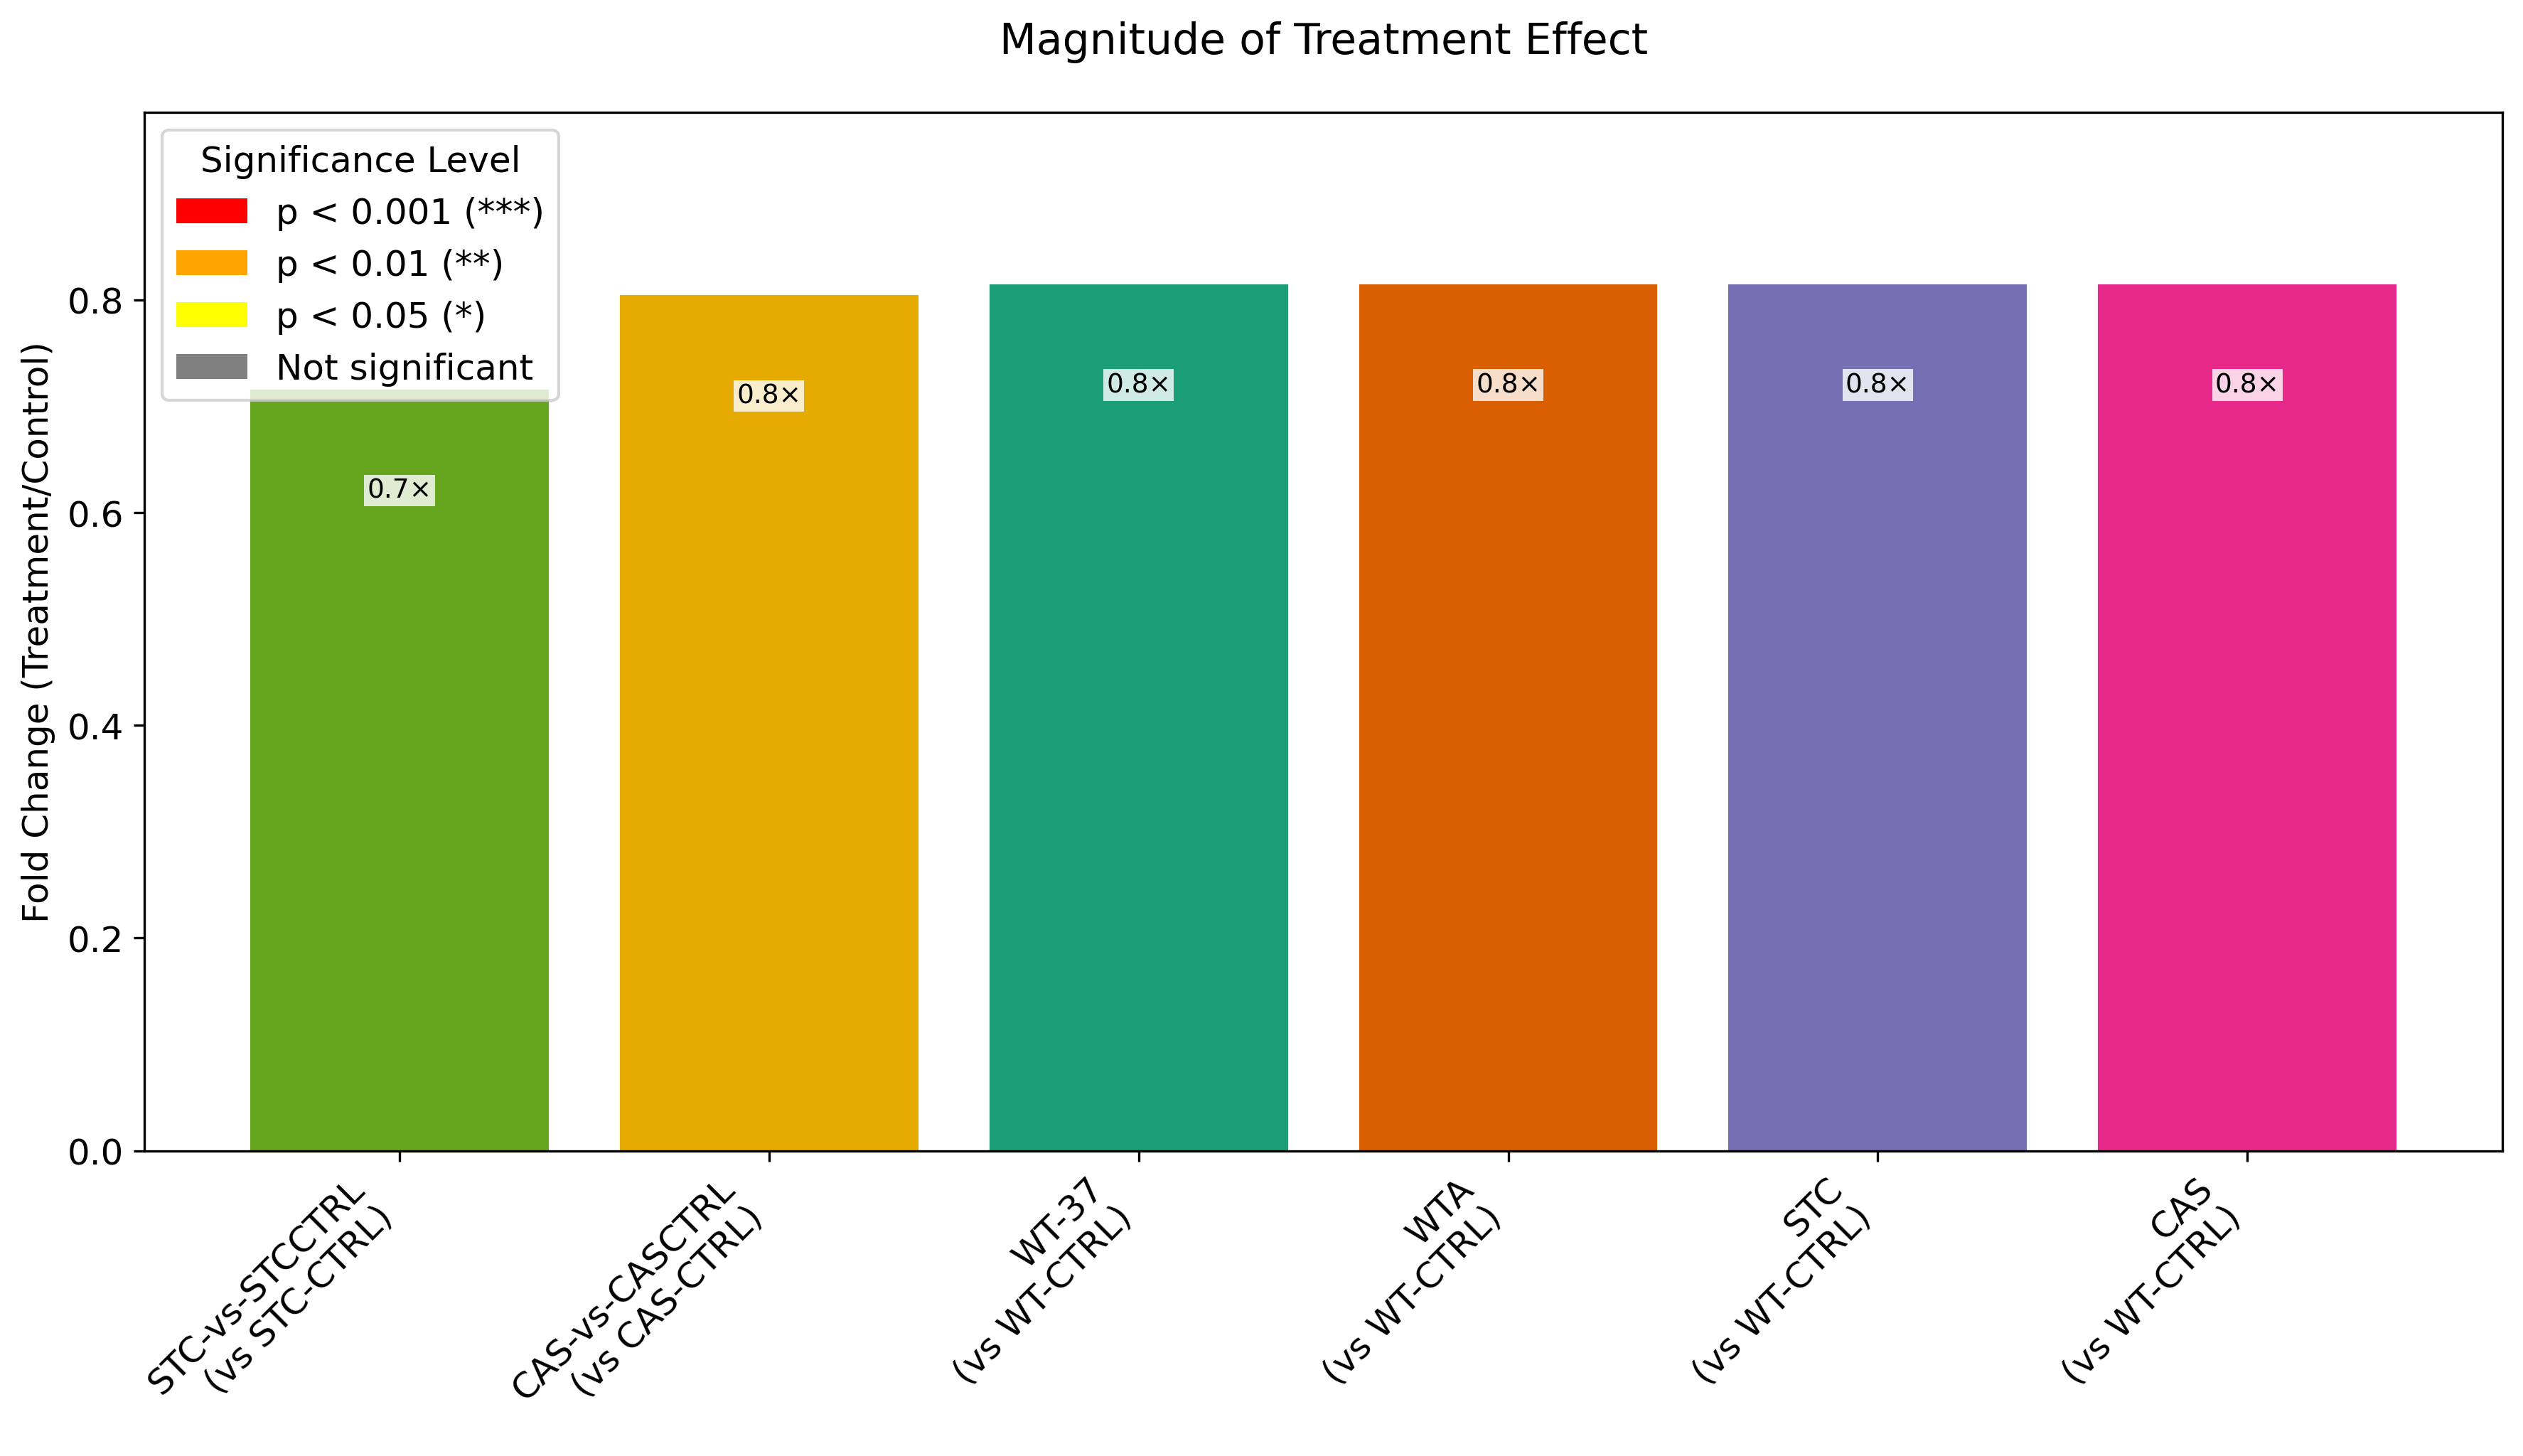 Magnitude of Treatment Effect
Significance Level
p < 0.001 (***)
p < 0.01 (**)
p < 0.05 (*)
Not significant
Fold Change (Treatment/Control)
0.8
0.6
0.4
0.2
0.0
0.7×
0.8×
0.8×
0.8×
0.8×
0.8×
STC-vs-STCCTRL
(vs STC-CTRL)
CAS-vs-CASCTRL
(vs CAS-CTRL)
WT-37
(vs WT-CTRL)
WTA
(vs WT-CTRL)
STC
(vs WT-CTRL)
CAS
(vs WT-CTRL)